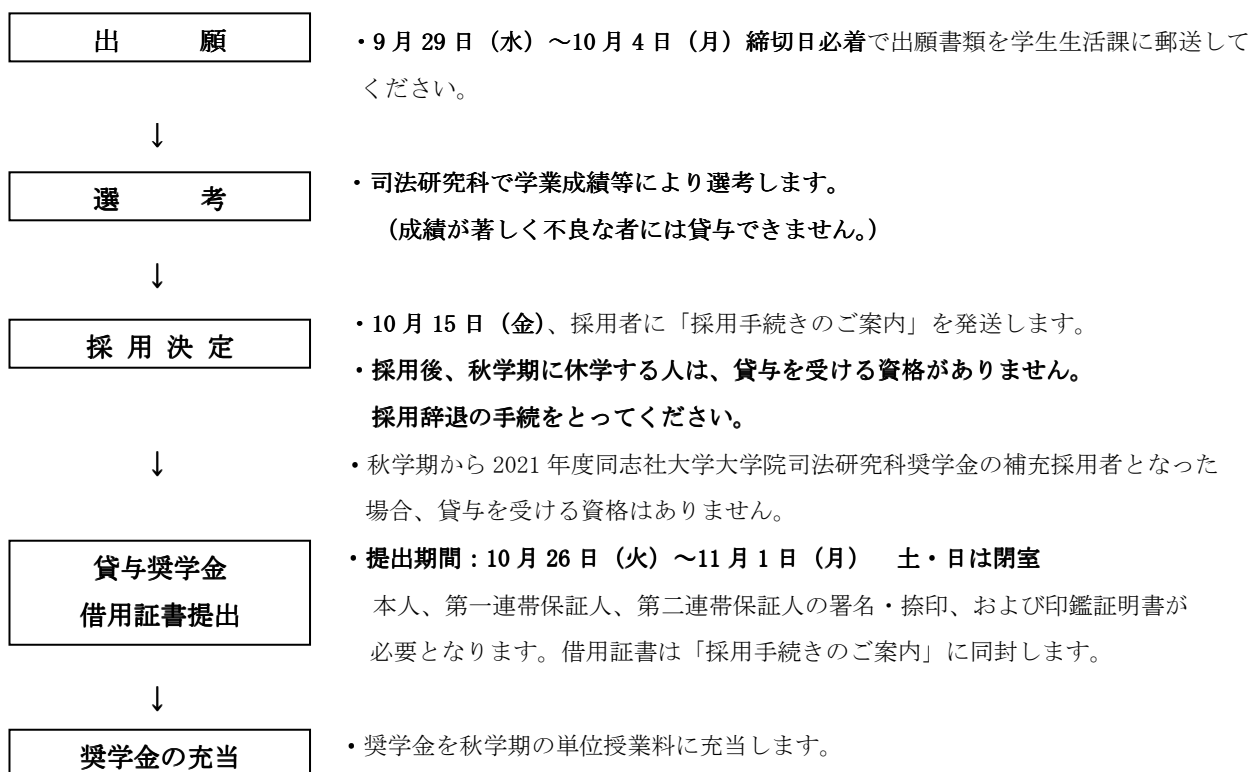 出　願
・9月29日（水）～10月4日（月）締切日必着で出願書類を学生生活課に郵送して
ください。
↓
選　考
・司法研究科で学業成績等により選考します。
（成績が著しく不良な者には貸与できません。）
↓
採 用 決 定
・10月15日（金）、採用者に「採用手続きのご案内」を発送します。
・採用後、秋学期に休学する人は、貸与を受ける資格がありません。
採用辞退の手続をとってください。
↓
・秋学期から2021年度同志社大学大学院司法研究科奨学金の補充採用者となった
場合、貸与を受ける資格はありません。
貸与奨学金
借用証書提出
・提出期間：10月26日（火）～11月1日（月）　土・日は閉室
本人、第一連帯保証人、第二連帯保証人の署名・捺印、および印鑑証明書が
必要となります。借用証書は「採用手続きのご案内」に同封します。
↓
奨学金の充当
・奨学金を秋学期の単位授業料に充当します。